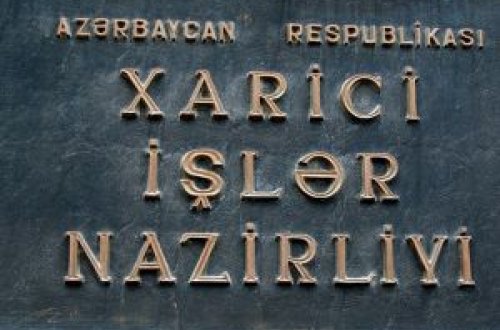 AZƏRBAYCAN RESPUBLİKASI
XARİCİ
İŞLƏR
NAZİRLİYİ